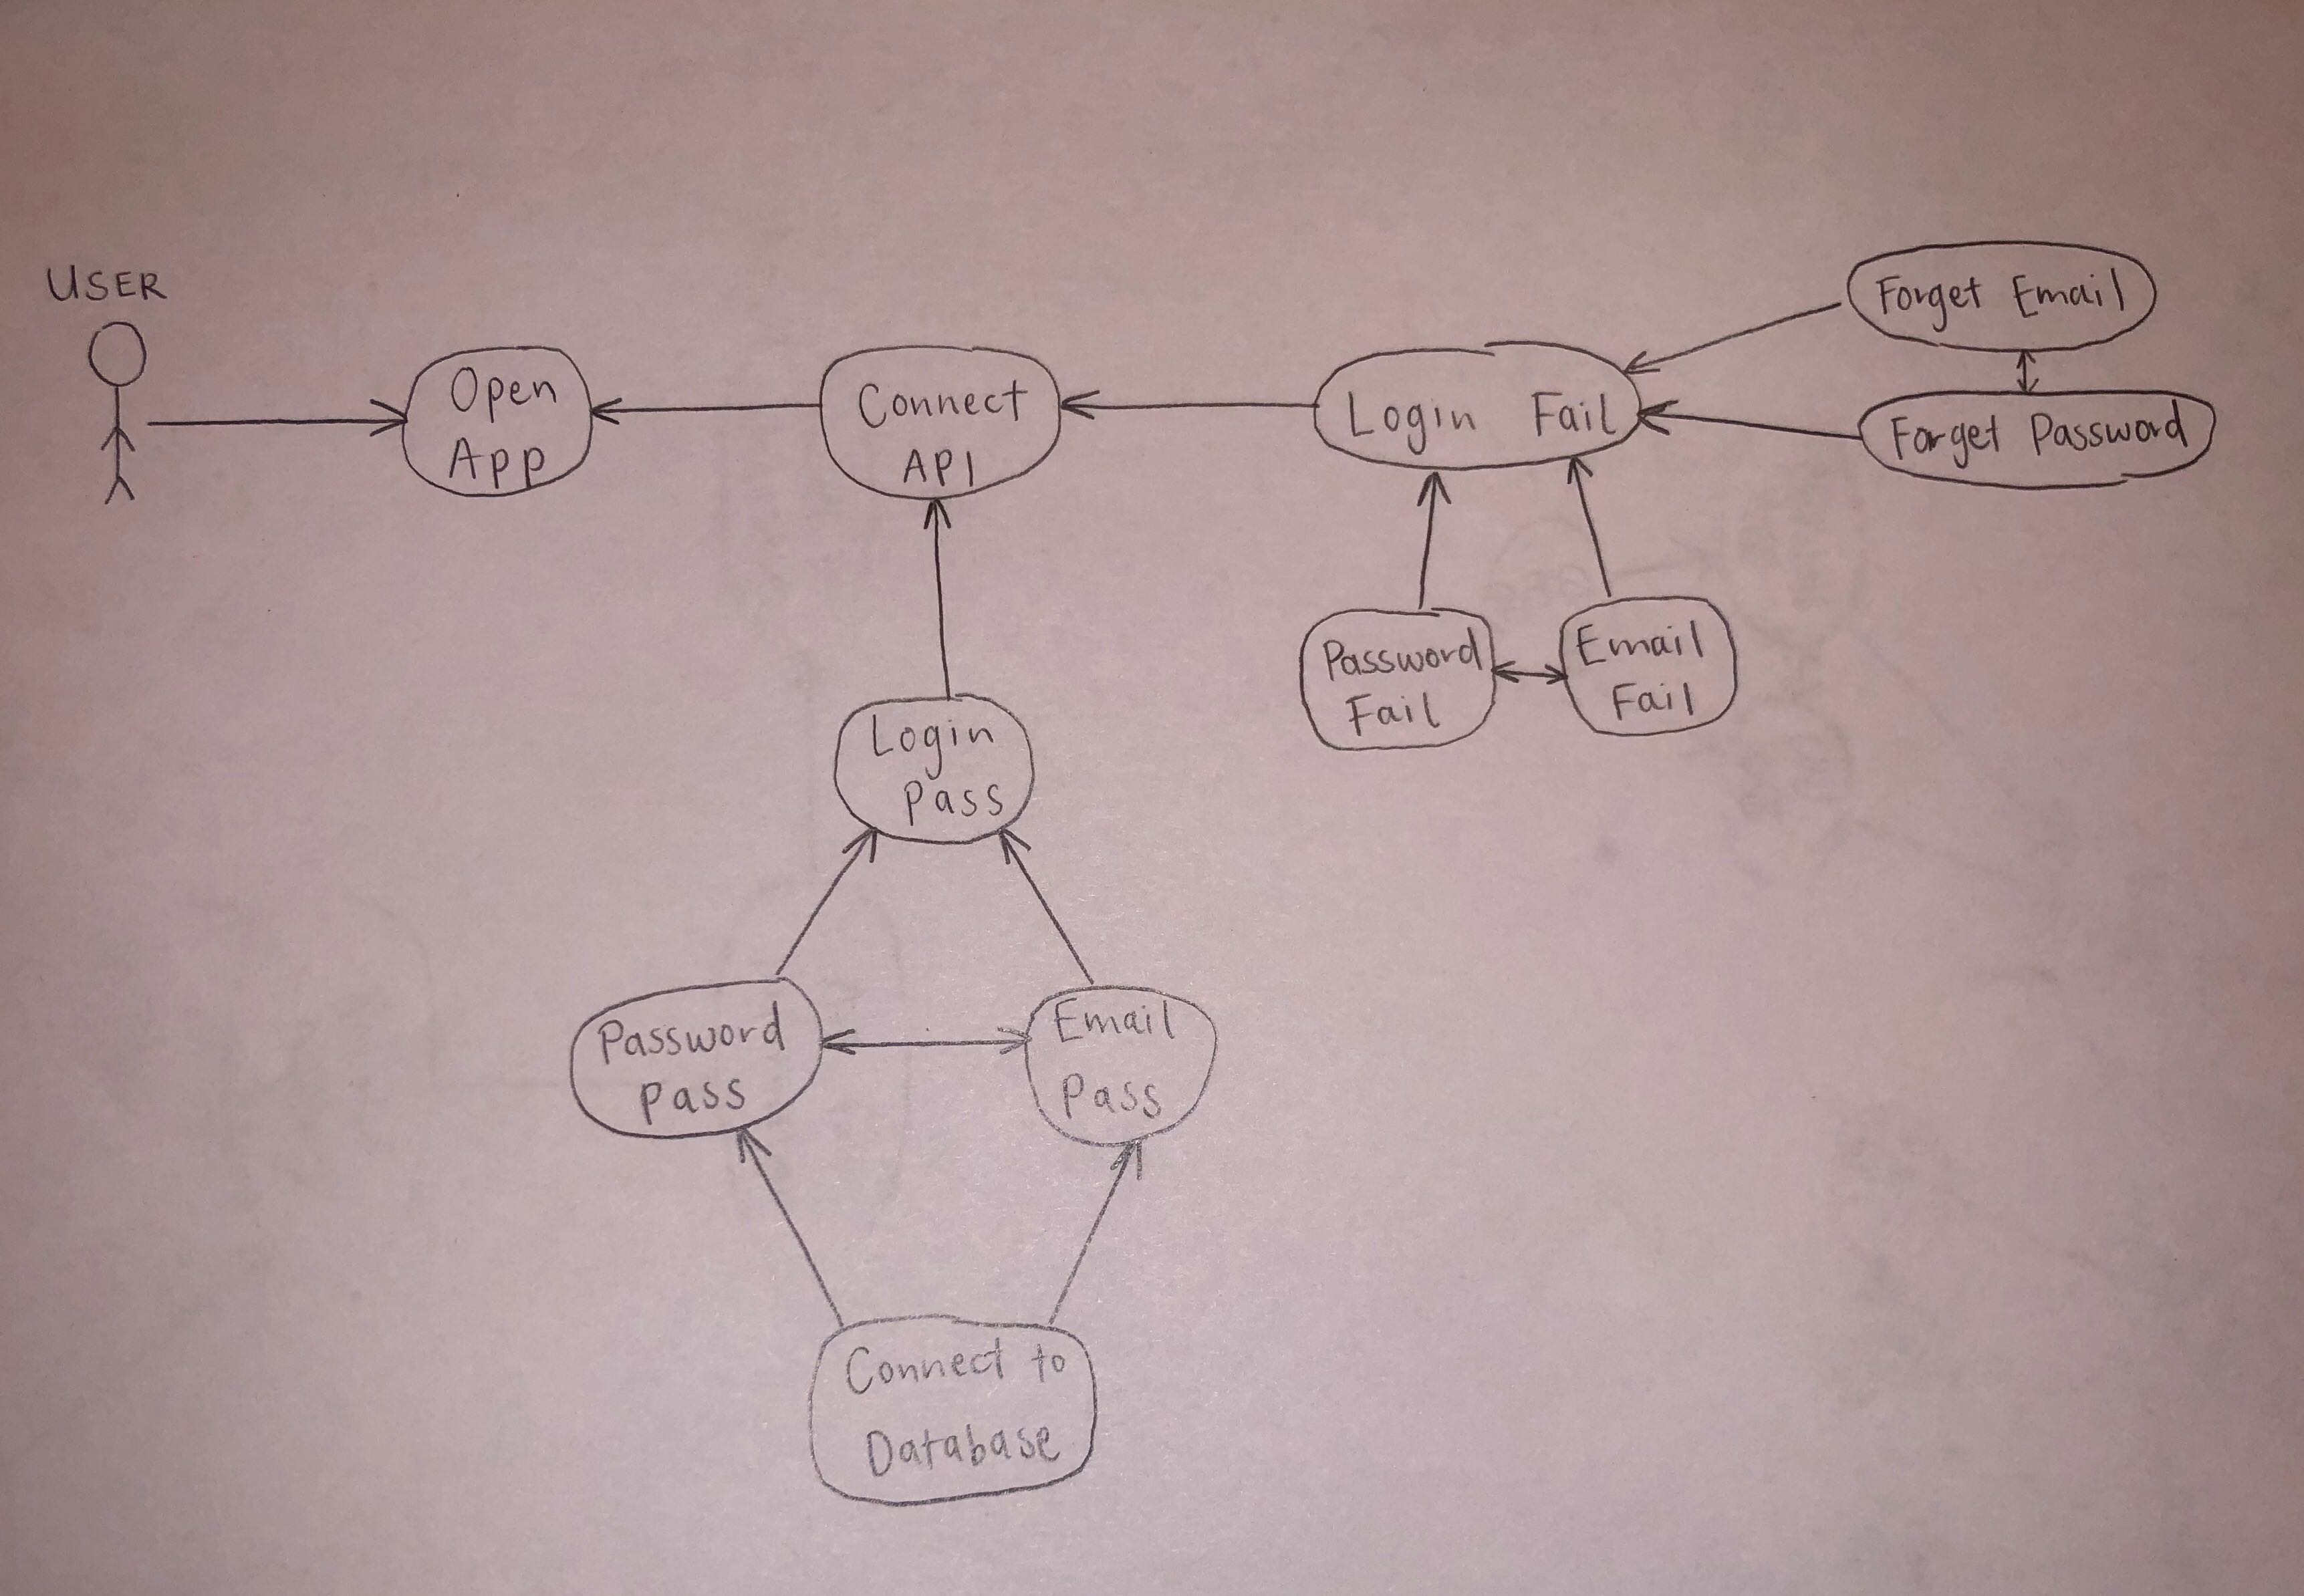 USER
Open
App
Connect
API
Login Fail
Forget Email
Forget Password
Password
Fail
Email
Fail
Login
Pass
Password
Pass
Email
Pass
Connect to
Database